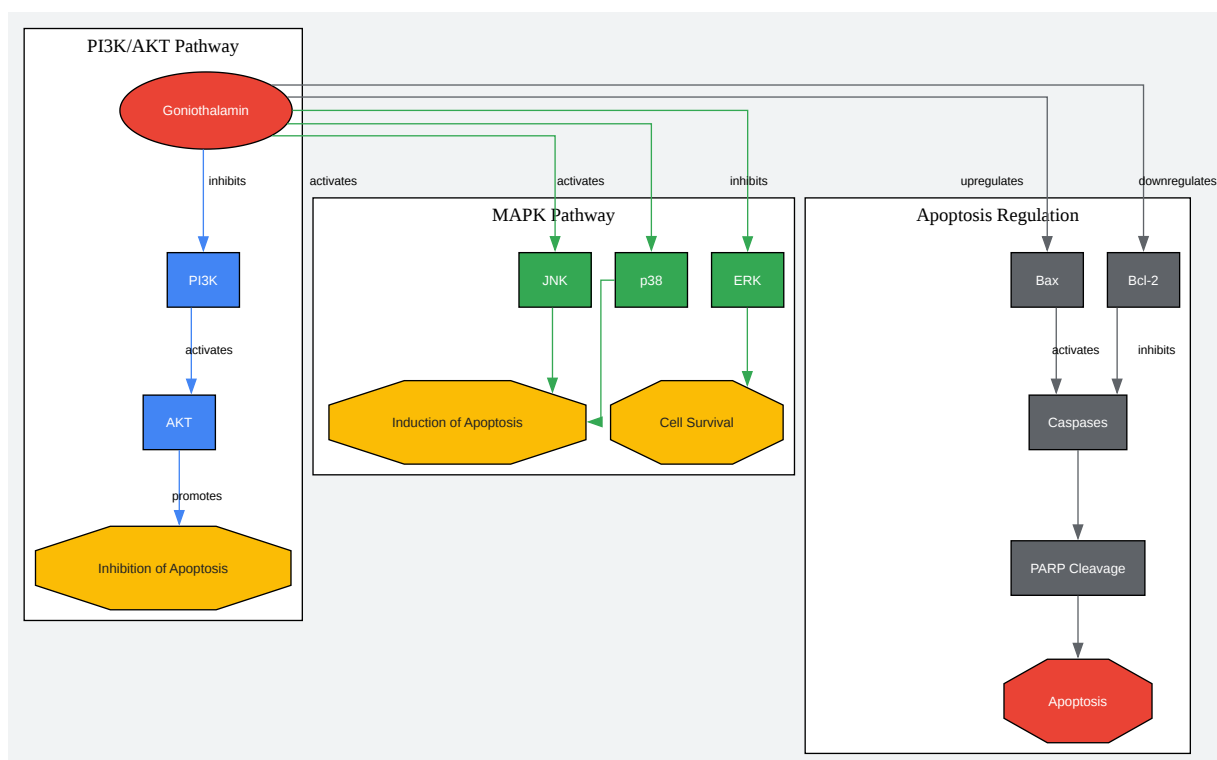 PI3K/AKT Pathway
Goniothalamin
inhibits
activates
activates
inhibits
upregulates
downregulates
MAPK Pathway
Apoptosis Regulation
PI3K
JNK
p38
ERK
Bax
Bcl-2
activates
activates
inhibits
AKT
Induction of Apoptosis
Cell Survival
Caspases
promotes
Inhibition of Apoptosis
PARP Cleavage
Apoptosis